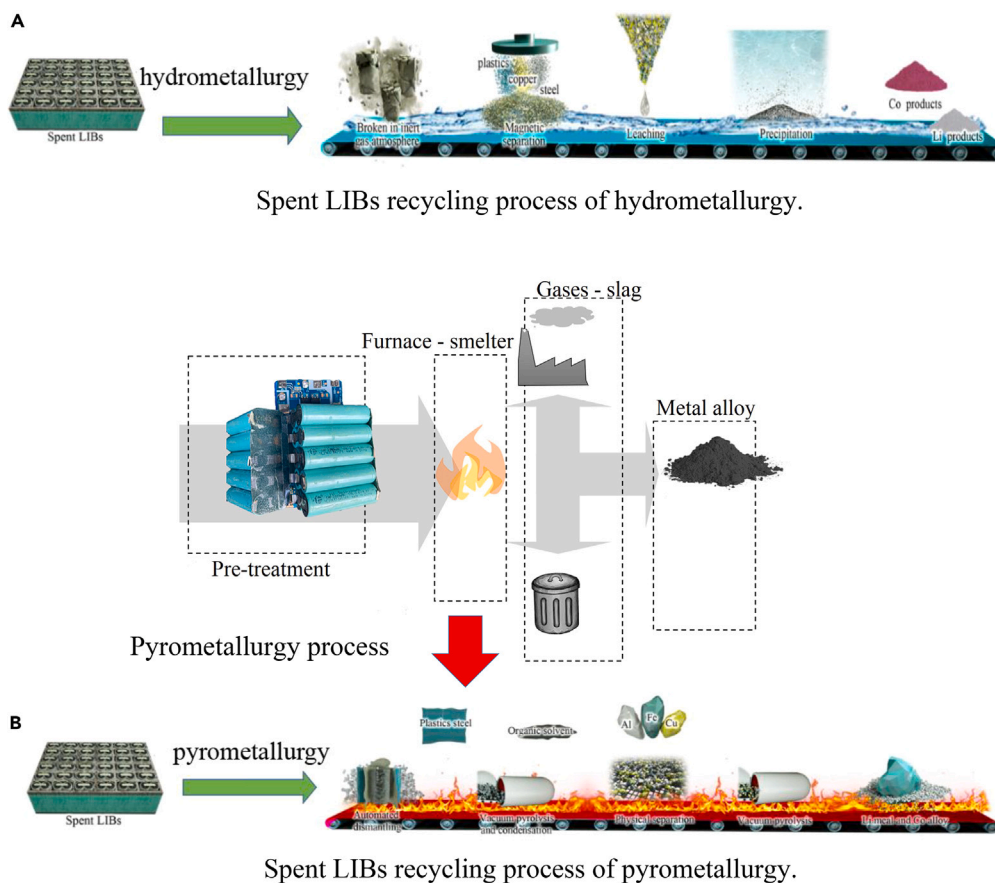 A
hydrometallurgy
Spent LIBs
plastics
copper
steel
Broken in inert
gas atmosphere
Magnetic
separation
Leaching
Precipitation
Co products
Li products
Spent LIBs recycling process of hydrometallurgy.
Gases - slag
Furnace - smelter
Metal alloy
Pre-treatment
Pyrometallurgy process
B
pyrometallurgy
Spent LIBs
Plastics steel
Organic solvent
Al
Fe
Cu
Automated
dismantling
Vacuum pyrolysis
and condensation
Physical separation
Vacuum pyrolysis
Li meal and Co alloy
Spent LIBs recycling process of pyrometallurgy.